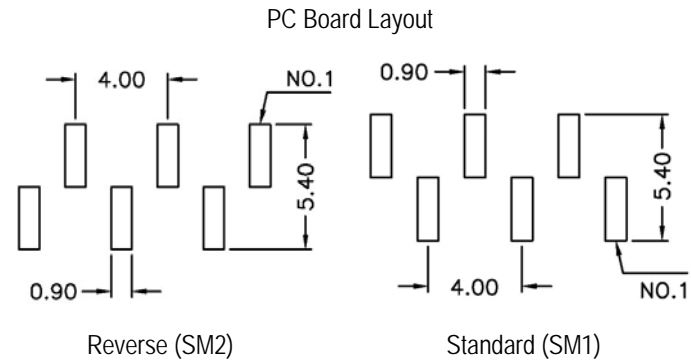 PC Board Layout
4.00
NO.1
5.40
0.90
Reverse (SM2)
0.90
5.40
4.00
NO.1
Standard (SM1)